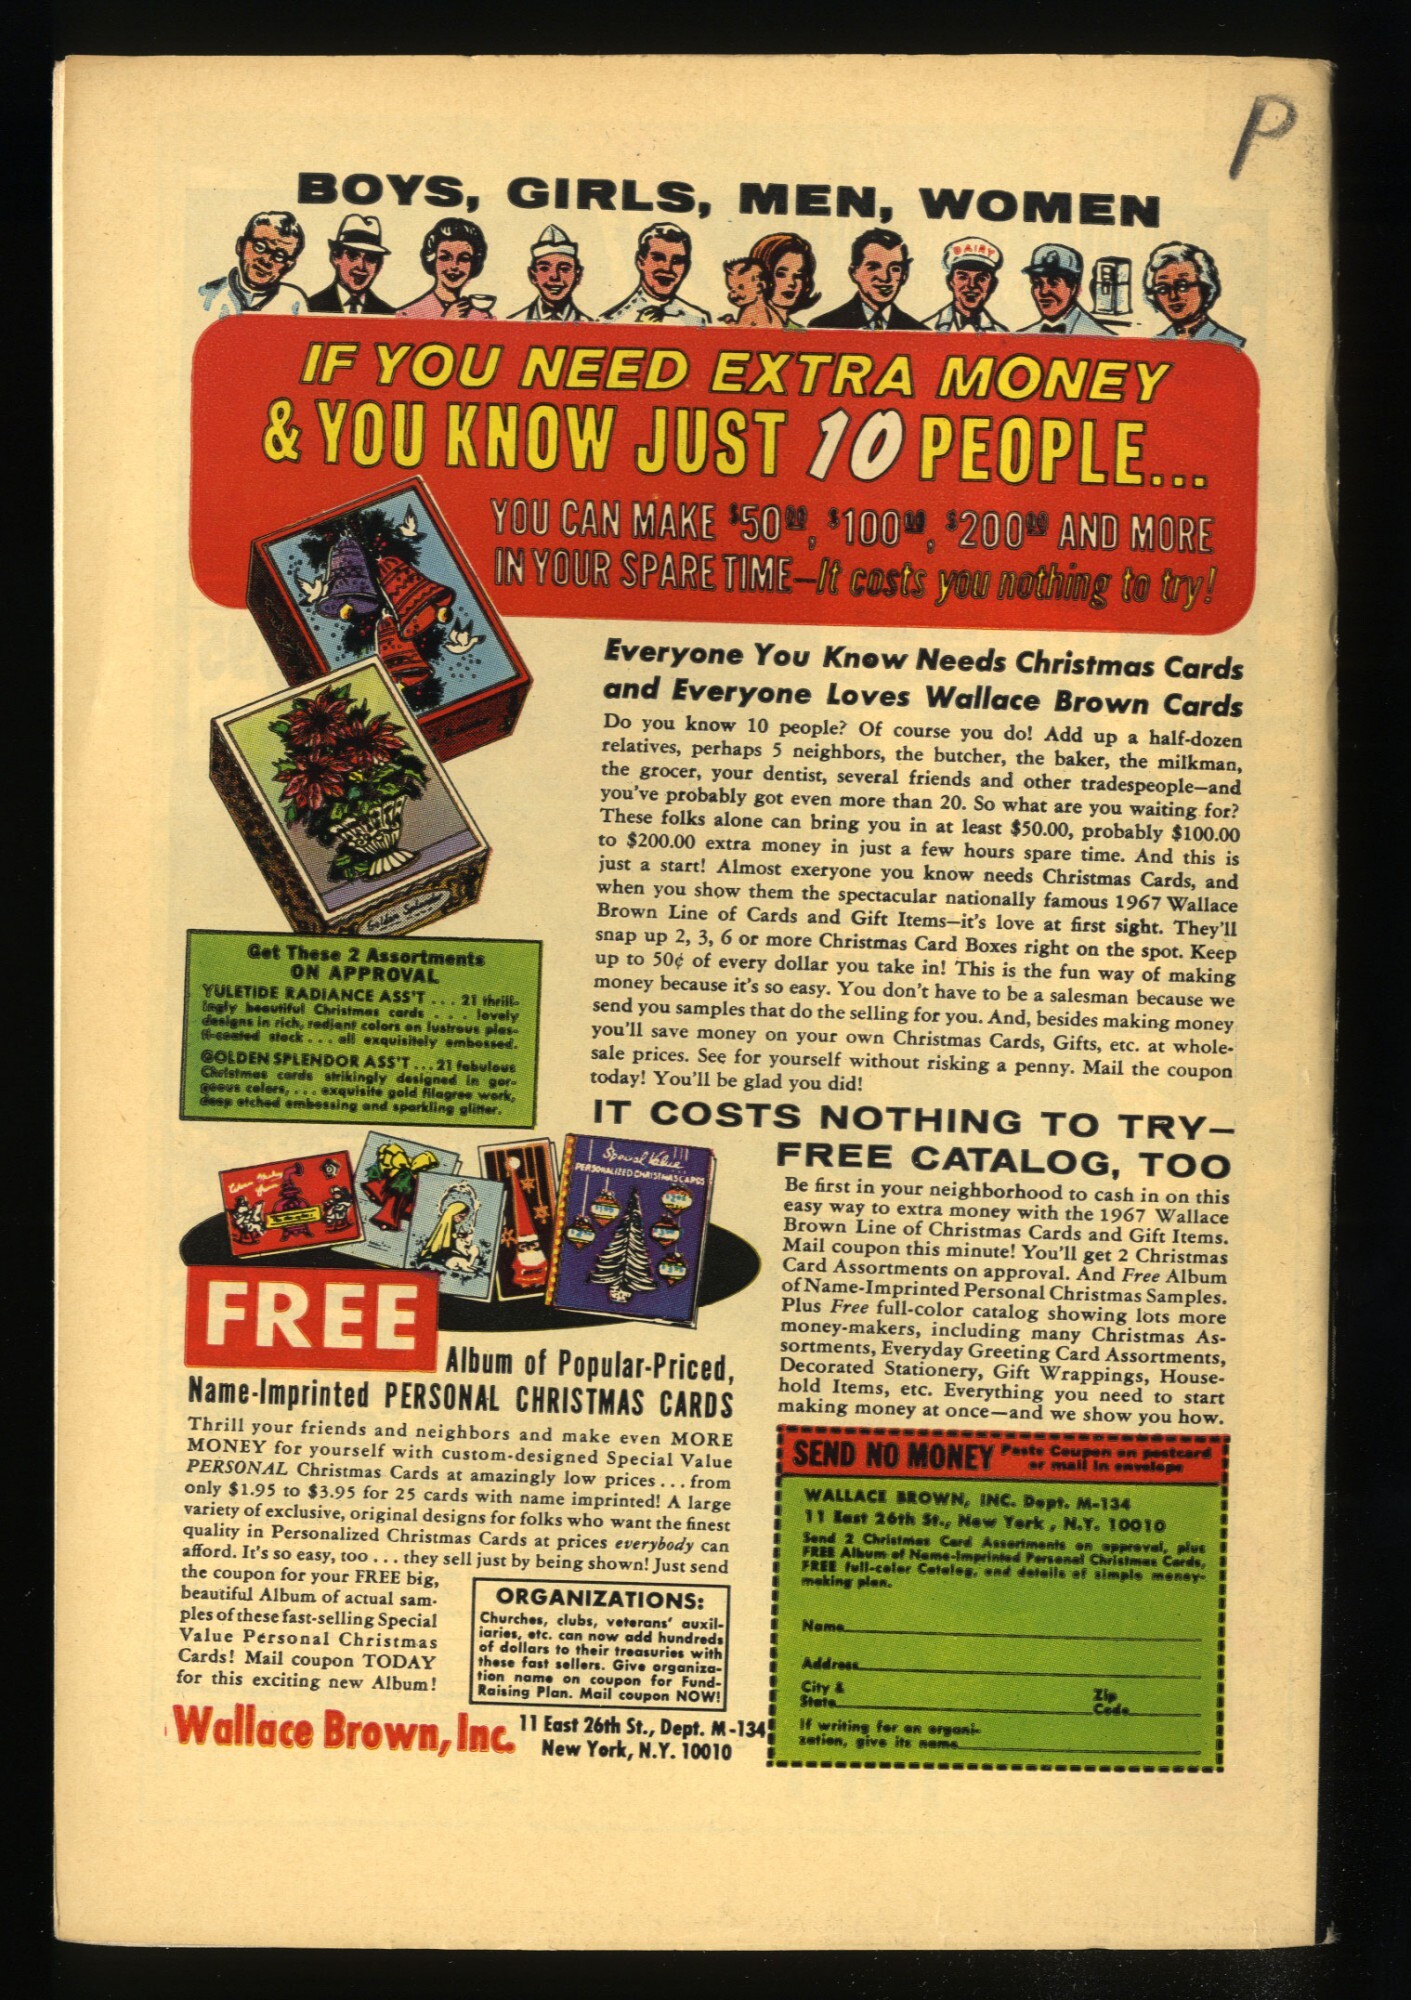 P
BOYS, GIRLS, MEN, WOMEN
DAIRY
IF YOU NEED EXTRA MONEY
& YOU KNOW JUST 10 PEOPLE...
YOU CAN MAKE $50.00, $100.00, $200.00 AND MORE
IN YOUR SPARE TIME—It costs you nothing to try!
Everyone You Know Needs Christmas Cards
and Everyone Loves Wallace Brown Cards
Do you know 10 people? Of course you do! Add up a half-dozen
relatives, perhaps 5 neighbors, the butcher, the baker, the milkman,
the grocer, your dentist, several friends and other tradespeople—and
you've probably got even more than 20. So what are you waiting for?
These folks alone can bring you in at least $50.00, probably $100.00
to $200.00 extra money in just a few hours spare time. And this is
just a start! Almost exeryone you know needs Christmas Cards, and
when you show them the spectacular nationally famous 1967 Wallace
Brown Line of Cards and Gift Items—it's love at first sight. They'll
snap up 2, 3, 6 or more Christmas Card Boxes right on the spot. Keep
up to 50¢ of every dollar you take in! This is the fun way of making
money because it's so easy. You don't have to be a salesman because we
send you samples that do the selling for you. And, besides making money
you'll save money on your own Christmas Cards, Gifts, etc. at whole-
sale prices. See for yourself without risking a penny. Mail the coupon
today! You'll be glad you did!
Golden Splendor
Get These 2 Assortments
ON APPROVAL
YULETIDE RADIANCE ASS'T . . . 21 thrill-
ingly beautiful Christmas cards . . . lovely
designs in rich, radiant colors on lustrous plas-
ti-coated stock . . . all exquisitely embossed.
GOLDEN SPLENDOR ASS'T . . . 21 fabulous
Christmas cards strikingly designed in gor-
geous colors, . . . exquisite gold filagree work,
deep etched embossing and sparkling glitter.
IT COSTS NOTHING TO TRY—
FREE CATALOG, TOO
Be first in your neighborhood to cash in on this
easy way to extra money with the 1967 Wallace
Brown Line of Christmas Cards and Gift Items.
Mail coupon this minute! You'll get 2 Christmas
Card Assortments on approval. And Free Album
of Name-Imprinted Personal Christmas Samples.
Plus Free full-color catalog showing lots more
money-makers, including many Christmas As-
sortments, Everyday Greeting Card Assortments,
Decorated Stationery, Gift Wrappings, House-
hold Items, etc. Everything you need to start
making money at once—and we show you how.
Special Value
PERSONALIZED CHRISTMAS CARDS
FREE
Album of Popular-Priced,
Name-Imprinted PERSONAL CHRISTMAS CARDS
Thrill your friends and neighbors and make even MORE
MONEY for yourself with custom-designed Special Value
PERSONAL Christmas Cards at amazingly low prices . . . from
only $1.95 to $3.95 for 25 cards with name imprinted! A large
variety of exclusive, original designs for folks who want the finest
quality in Personalized Christmas Cards at prices everybody can
afford. It's so easy, too . . . they sell just by being shown! Just send
the coupon for your FREE big,
beautiful Album of actual sam-
ples of these fast-selling Special
Value Personal Christmas
Cards! Mail coupon TODAY
for this exciting new Album!
ORGANIZATIONS:
Churches, clubs, veterans' auxil-
iaries, etc. can now add hundreds
of dollars to their treasuries with
these fast sellers. Give organiza-
tion name on coupon for Fund-
Raising Plan. Mail coupon NOW!
Wallace Brown, Inc. 11 East 26th St., Dept. M-134
New York, N.Y. 10010
SEND NO MONEY Paste Coupon on postcard
or mail in envelope
WALLACE BROWN, INC. Dept. M-134
11 East 26th St., New York , N.Y. 10010
Send 2 Christmas Card Assortments on approval, plus
FREE Album of Name-Imprinted Personal Christmas Cards,
FREE full-color Catalog, and details of simple money-
making plan.
Name
Address
City &
State
Zip
Code
If writing for an organi-
zation, give its name